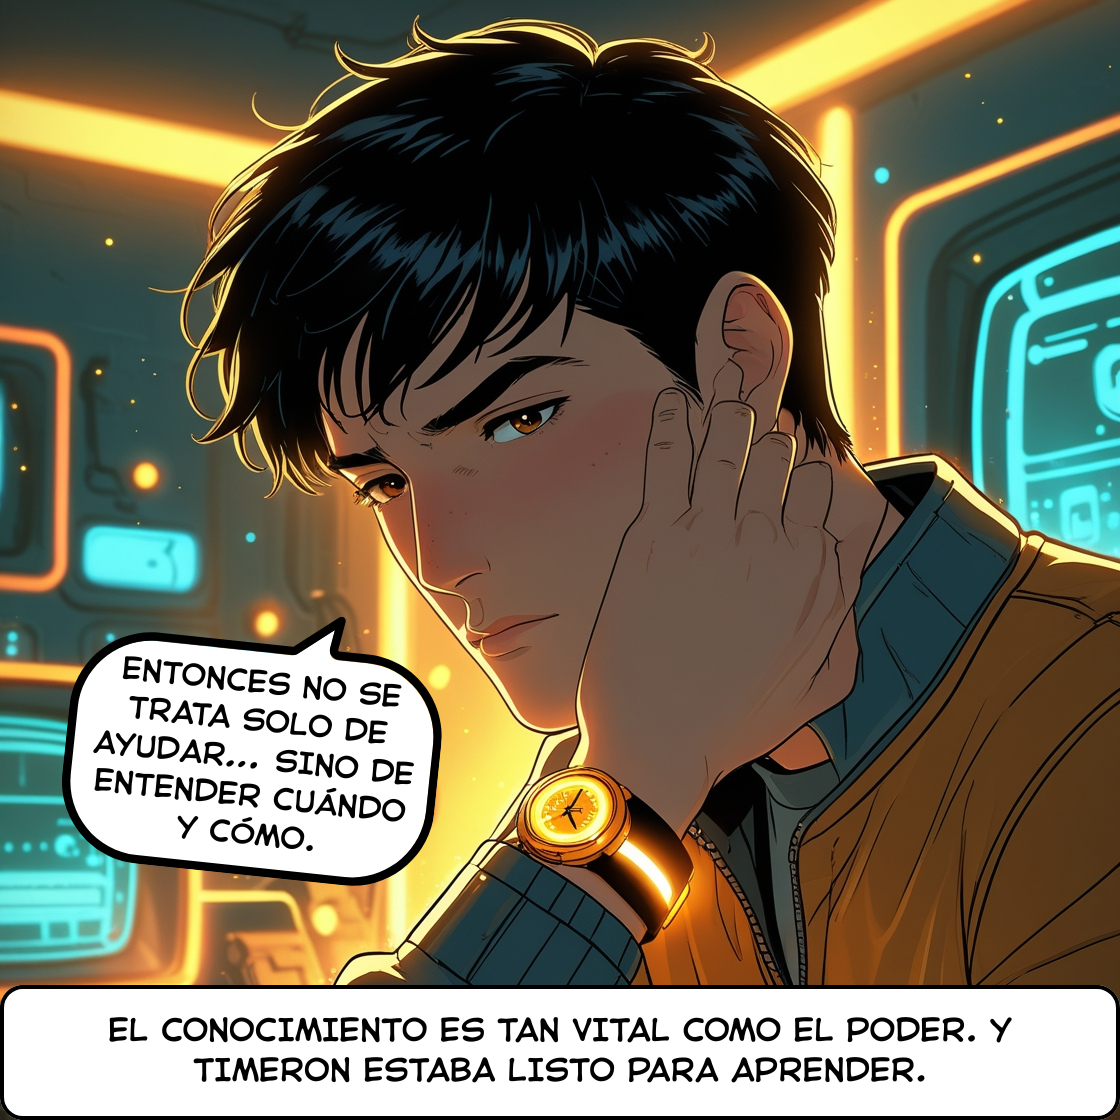 ENTONCES NO SE
TRATA SOLO DE
AYUDAR... SINO DE
ENTENDER CUÁNDO
Y CÓMO.
EL CONOCIMIENTO ES TAN VITAL COMO EL PODER. Y
TIMERON ESTABA LISTO PARA APRENDER.